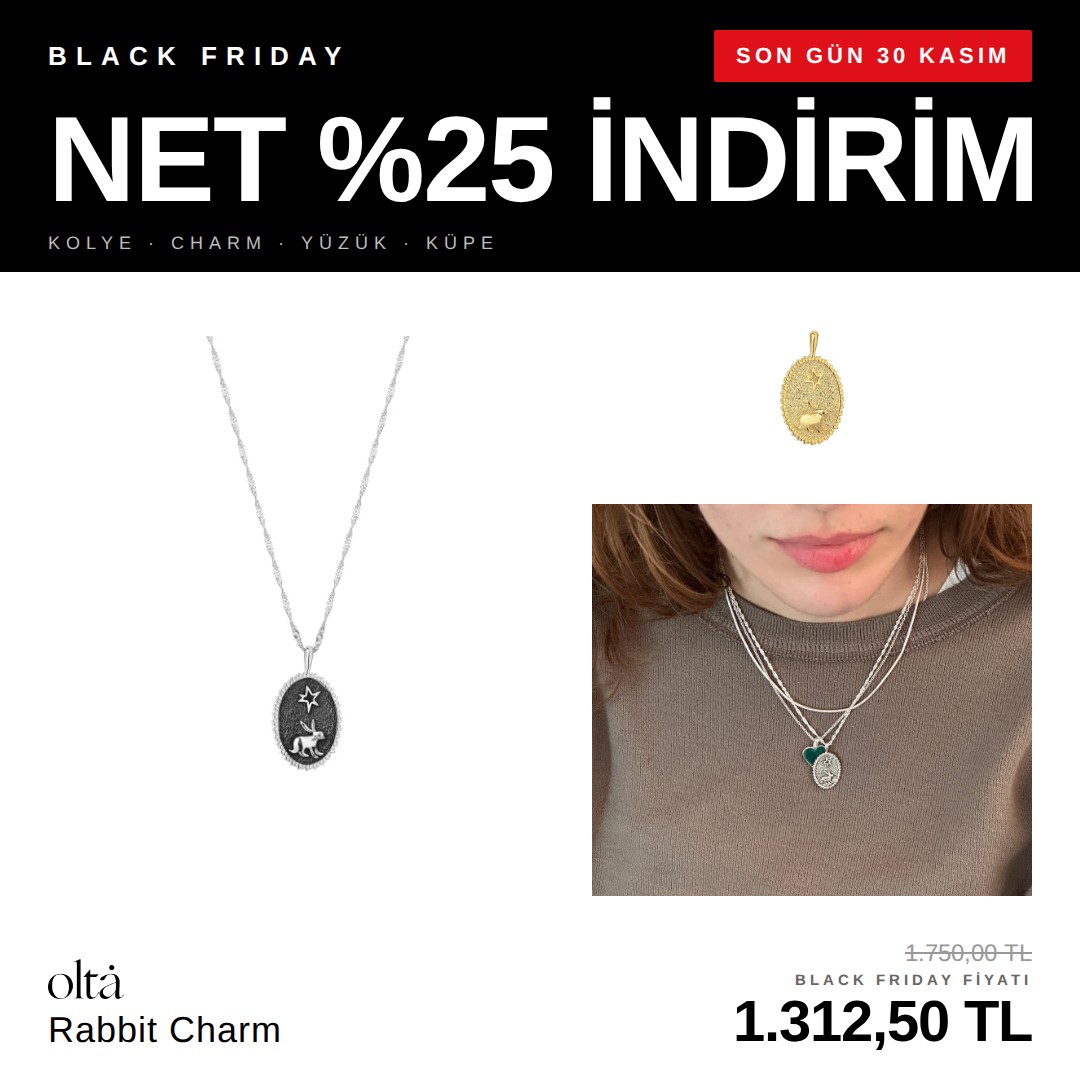 BLACK FRIDAY
SON GÜN 30 KASIM
NET %25 İNDİRİM
KOLYE · CHARM · YÜZÜK · KÜPE
1.750,00 TL
BLACK FRIDAY FİYATI
1.312,50 TL
oltȧ
Rabbit Charm